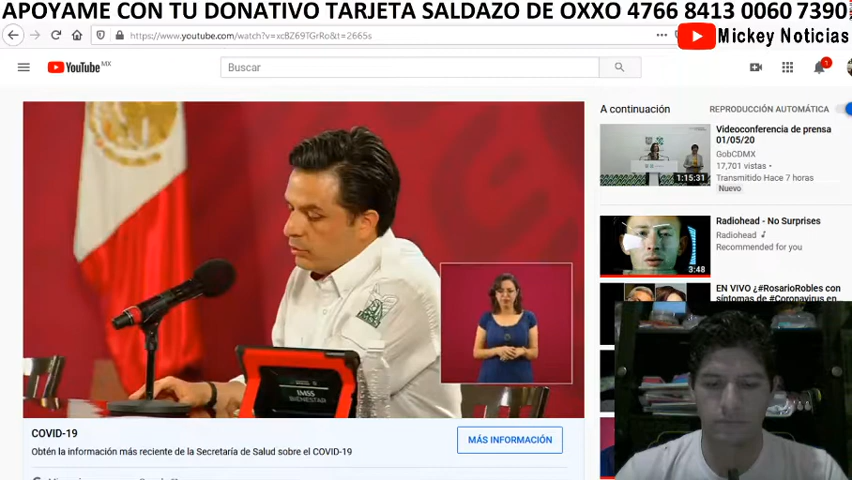 APOYAME CON TU DONATIVO TARJETA SALDAZO DE OXXO 4766 8413 0060 7390
https://www.youtube.com/watch?v=xcBZ69TGrRo&t=2665s
Mickey Noticias
YouTube MX
Buscar
1
A continuación
REPRODUCCIÓN AUTOMÁTICA
Videoconferencia de prensa
01/05/20
GobCDMX
17,701 vistas •
Transmitido Hace 7 horas
Nuevo
1:15:31
Radiohead - No Surprises
Radiohead
Recommended for you
3:48
EN VIVO ¿#RosarioRobles con
síntomas de #Coronavirus en
IMSS
IMSS
BIENESTAR
COVID-19
Obtén la información más reciente de la Secretaría de Salud sobre el COVID-19
MÁS INFORMACIÓN